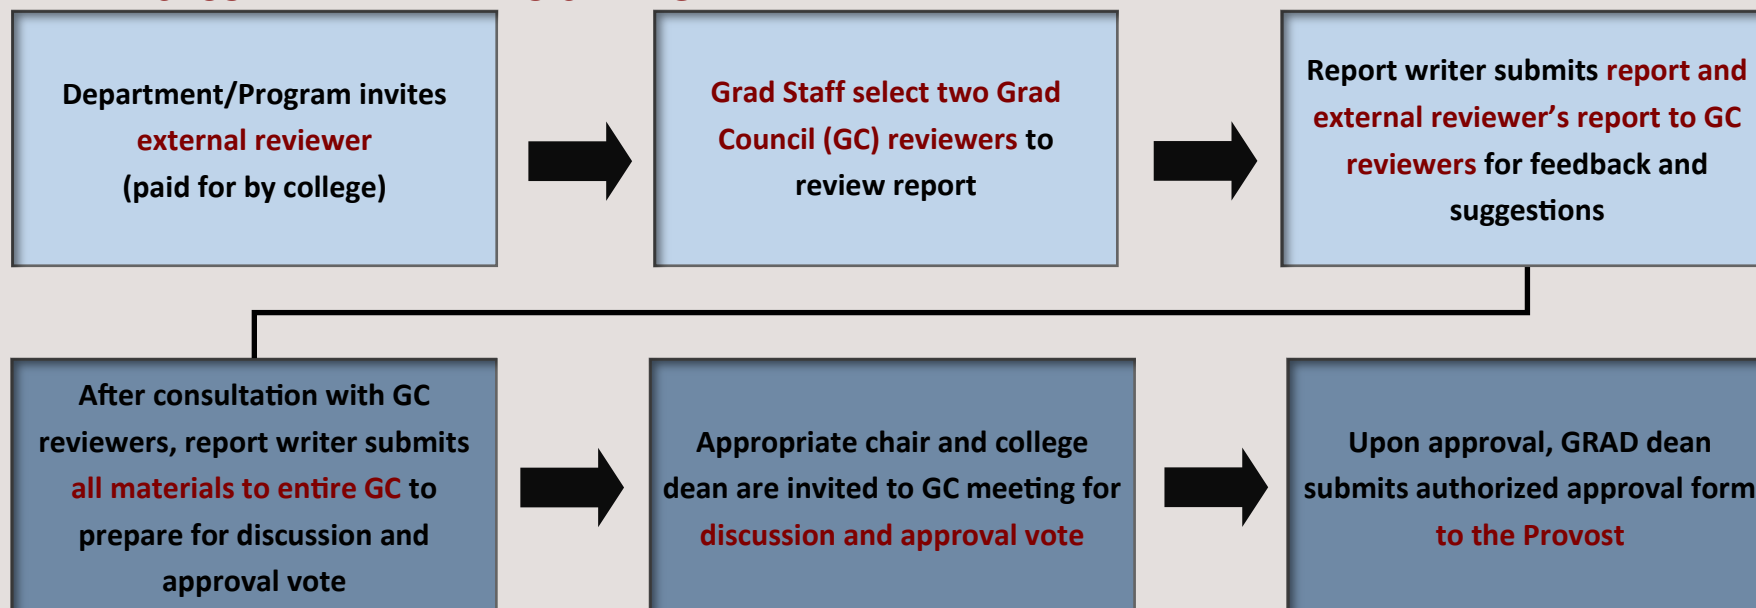 Department/Program invites
external reviewer
(paid for by college)
Grad Staff select two Grad
Council (GC) reviewers to
review report
Report writer submits report and
external reviewer's report to GC
reviewers for feedback and
suggestions
After consultation with GC
reviewers, report writer submits
all materials to entire GC to
prepare for discussion and
approval vote
Appropriate chair and college
dean are invited to GC meeting for
discussion and approval vote
Upon approval, GRAD dean
submits authorized approval form
to the Provost